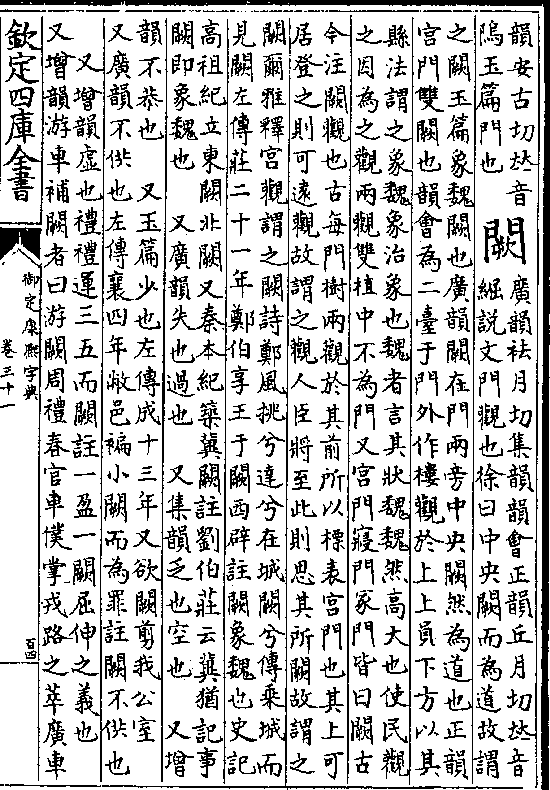 韻安古切𠀤音
隝玉篇門也
闕
廣韻袪月切集韻韻會正韻丘月切𠀤音
𦇘說文門觀也徐曰中央闕而為道故謂
之闕玉篇象魏闕也廣韻闕在門兩旁中央闕然為道也正韻
宮門雙闕也韻會為二臺于門外作樓觀於上上員下方以其
縣法謂之象魏象治象也魏者言其狀魏魏然高大也使民觀
之因為之觀兩觀雙植中不為門又宮門寢門冢門皆曰闕古
今注闕觀也古每門樹兩觀於其前所以標表宮門也其上可
居登之則可遠觀故謂之觀人臣將至此則思其所闕故謂之
闕爾雅釋宮觀謂之闕詩鄭風挑兮達兮在城闕兮傳乘城而
見闕左傳莊二十一年鄭伯享王于闕西辟註闕象魏也史記
高祖紀立東闕北闕又秦本紀築冀闕註劉伯莊云冀猶記事
闕即象魏也　又廣韻失也過也　又集韻乏也空也　又增
韻不恭也　又玉篇少也左傳成十三年又欲闕剪我公室
又廣韻不供也左傳襄四年敝邑褊小闕而為罪註闕不供也
又增韻虛也禮禮運三五而闕註一盈一闕屈伸之義也
又增韻游車補闕者曰游闕周禮春官車僕掌戎路之萃廣車
欽定四庫全書
御定康熙字典
卷三十一
百四